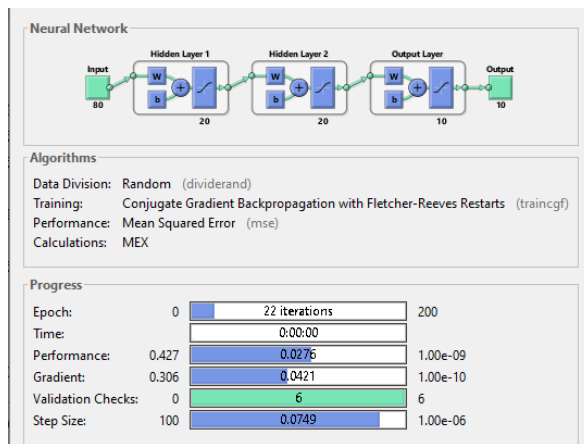 Neural Network
Hidden Layer 1 Hidden Layer 2 Output Layer
Input Output
W W W
+ + +
b b b
80 20 20 10 10
Algorithms
Data Division: Random (dividerand)
Training: Conjugate Gradient Backpropagation with Fletcher-Reeves Restarts (traincgf)
Performance: Mean Squared Error (mse)
Calculations: MEX
Progress
Epoch: 0 22 iterations 200
Time: 0:00:00
Performance: 0.427 0.0276 1.00e-09
Gradient: 0.306 0.0421 1.00e-10
Validation Checks: 0 6 6
Step Size: 100 0.0749 1.00e-06